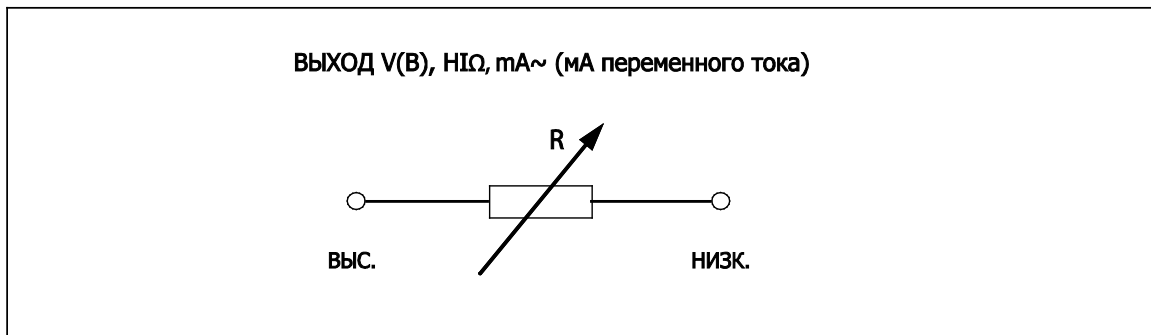 ВЫХОД V(В), HIΩ, mA~ (мА переменного тока)
R
ВЫС. НИЗК.